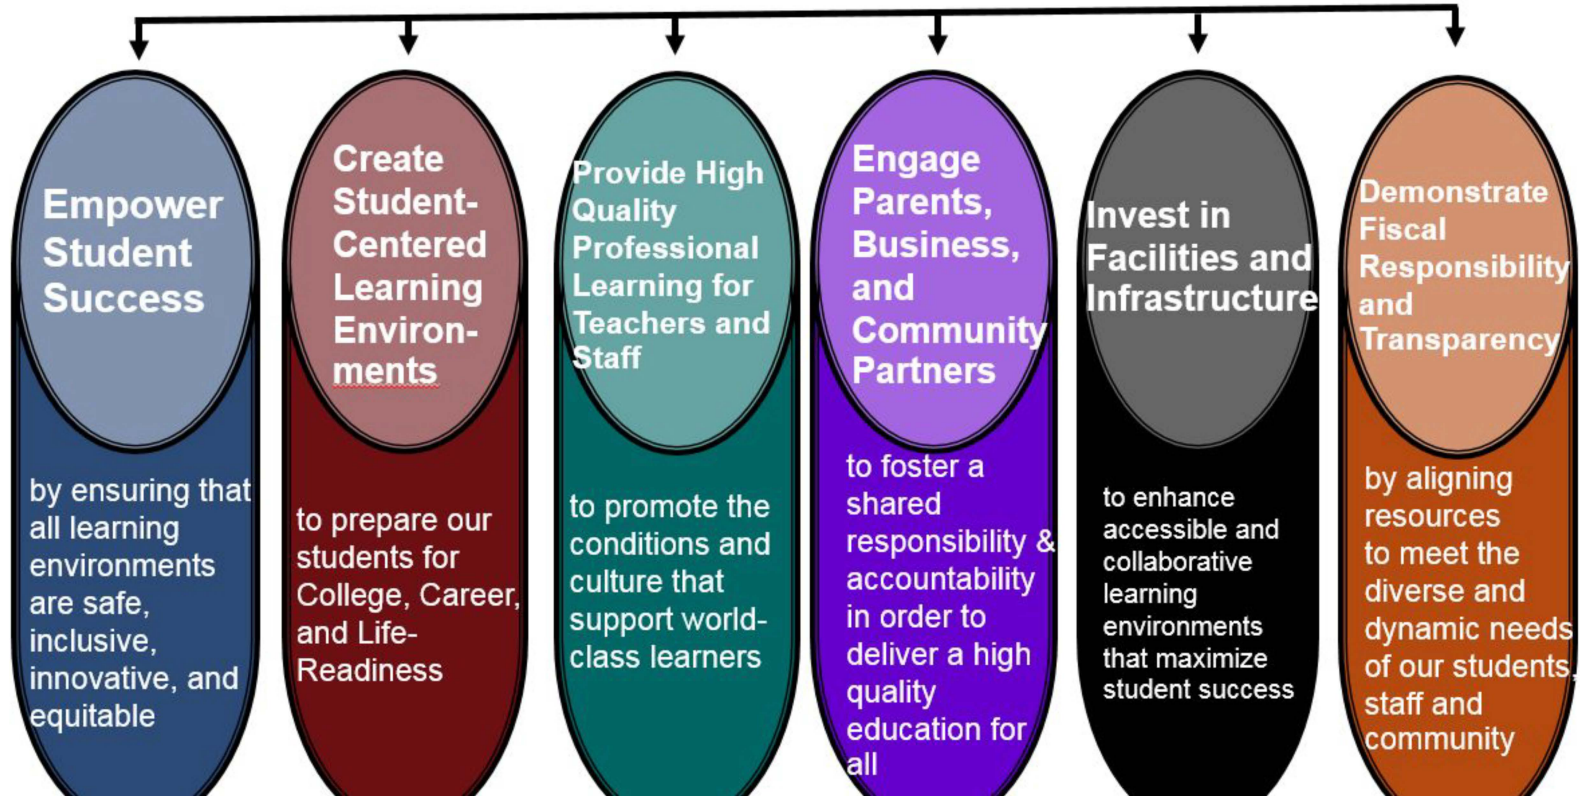 Empower
Student
Success
by ensuring that
all learning
environments
are safe,
inclusive,
innovative, and
equitable
Create
Student-
Centered
Learning
Environ-
ments
to prepare our
students for
College, Career,
and Life-
Readiness
Provide High
Quality
Professional
Learning for
Teachers and
Staff
to promote the
conditions and
culture that
support world-
class learners
Engage
Parents,
Business,
and
Community
Partners
to foster a
shared
responsibility &
accountability
in order to
deliver a high
quality
education for
all
Invest in
Facilities and
Infrastructure
to enhance
accessible and
collaborative
learning
environments
that maximize
student success
Demonstrate
Fiscal
Responsibility
and
Transparency
by aligning
resources
to meet the
diverse and
dynamic needs
of our students,
staff and
community